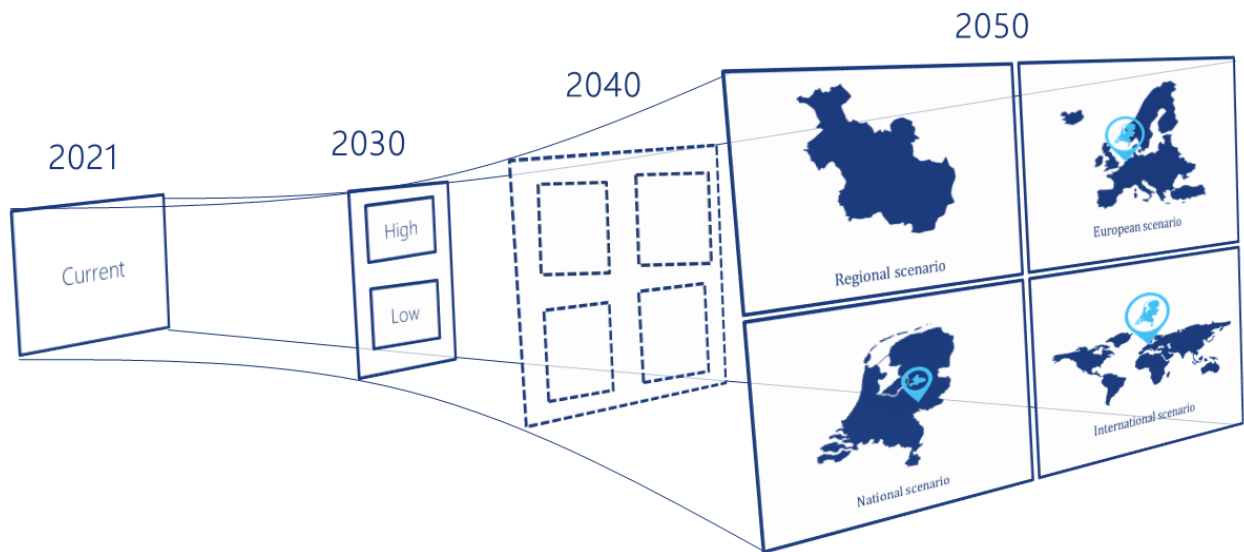 2021
Current
2030
High
Low
2040
2050
Regional scenario
European scenario
National scenario
International scenario